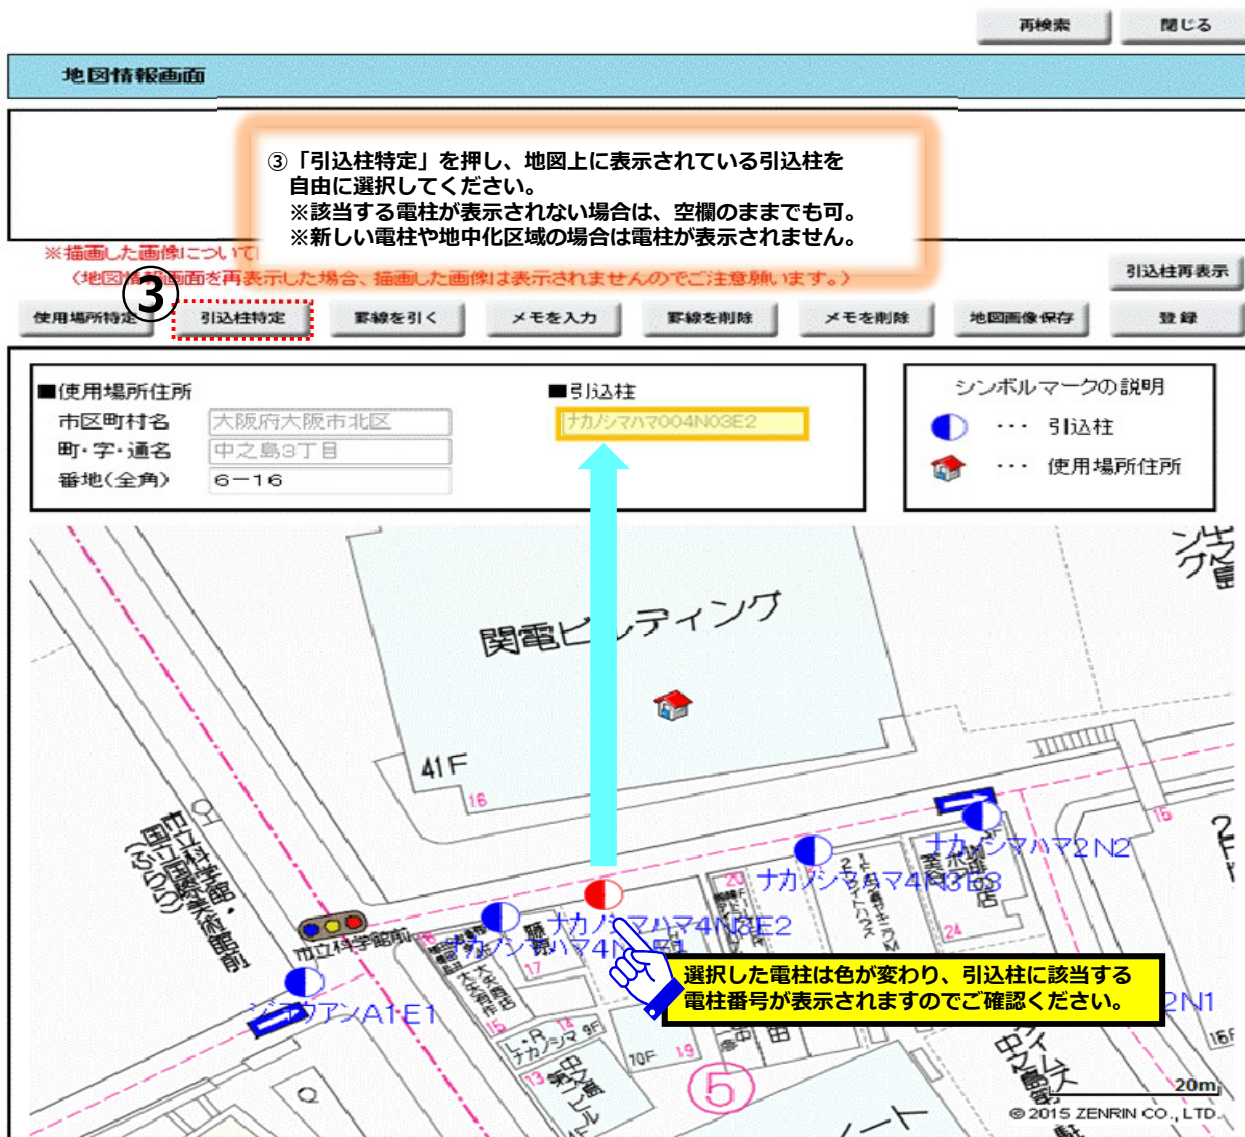 再検索
閉じる
地図情報画面
③「引込柱特定」を押し、地図上に表示されている引込柱を
自由に選択してください。
※該当する電柱が表示されない場合は、空欄のままでも可。
※新しい電柱や地中化区域の場合は電柱が表示されません。
※描画した画像について
(地図情報画面を再表示した場合、描画した画像は表示されませんのでご注意願います。)
引込柱再表示
③
使用場所特定
引込柱特定
罫線を引く
メモを入力
罫線を削除
メモを削除
地図画像保存
登録
■使用場所住所
市区町村名
大阪府大阪市北区
町・字・通名
中之島3丁目
番地(全角)
6-16
■引込柱
ナカノシマハマ004N03E2
シンボルマークの説明
・・・ 引込柱
・・・ 使用場所住所
関電ビルディング
41F
16
15
ナカノシマハマ2N2
ナカノシマハマ4N3E3
20
24
ナカノシマハマ4N3E2
市立科学館前
16
17
選択した電柱は色が変わり、引込柱に該当する
電柱番号が表示されますのでご確認ください。
2N1
15
14
L・R
ナカノシマ 9F
10F
19
13
5
20m
© 2015 ZENRIN CO., LTD.